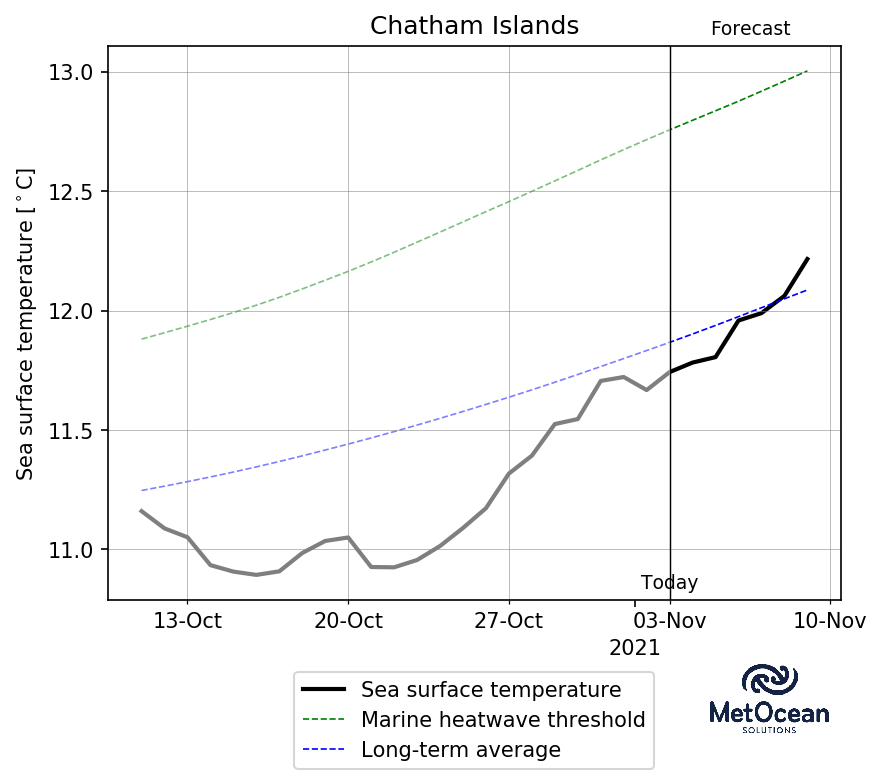 Chatham Islands
Forecast
Sea surface temperature [°C]
13.0
12.5
12.0
11.5
11.0
Today
13-Oct 20-Oct 27-Oct 03-Nov 10-Nov
2021
Sea surface temperature
Marine heatwave threshold
Long-term average
MetOcean
SOLUTIONS